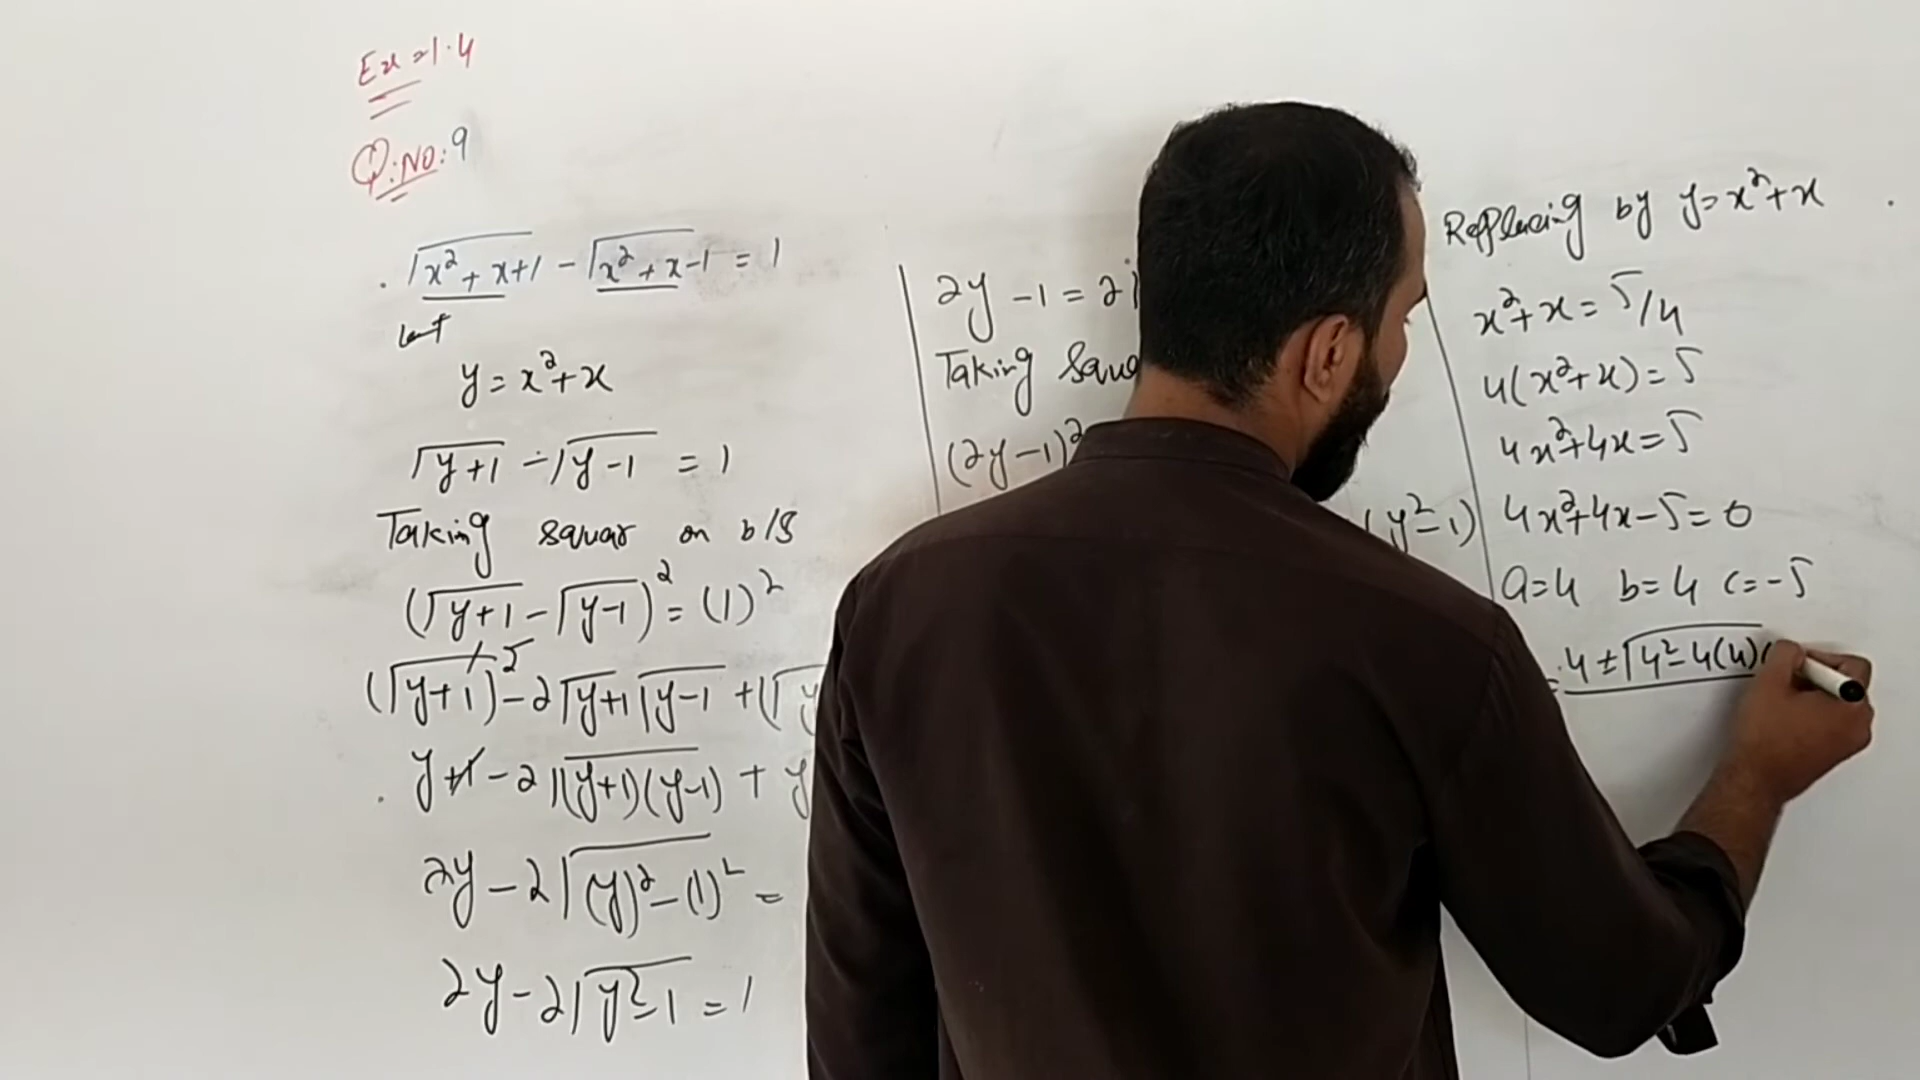 Ex = 1.4
Q.NO: 9
√(x² + x+1) - √(x² + x-1) = 1
Let
y = x² + x
√(y+1) - √(y-1) = 1
Taking squar on b/S
(√(y+1) - √(y-1))² = (1)²
(√(y+1))² - 2√(y+1) √(y-1) + (√y
y+1 - 2√((y+1)(y-1)) + y
2y - 2√((y)² - (1)²) =
2y - 2√(y²-1) = 1
2y - 1 = 2
Taking Squa
(2y-1)²
(y²-1)
Repplacing by y = x² + x
x² + x = 5/4
4(x² + x) = 5
4x² + 4x = 5
4x² + 4x - 5 = 0
a=4 b=4 c=-5
= -4 ± √(4² - 4(4)(